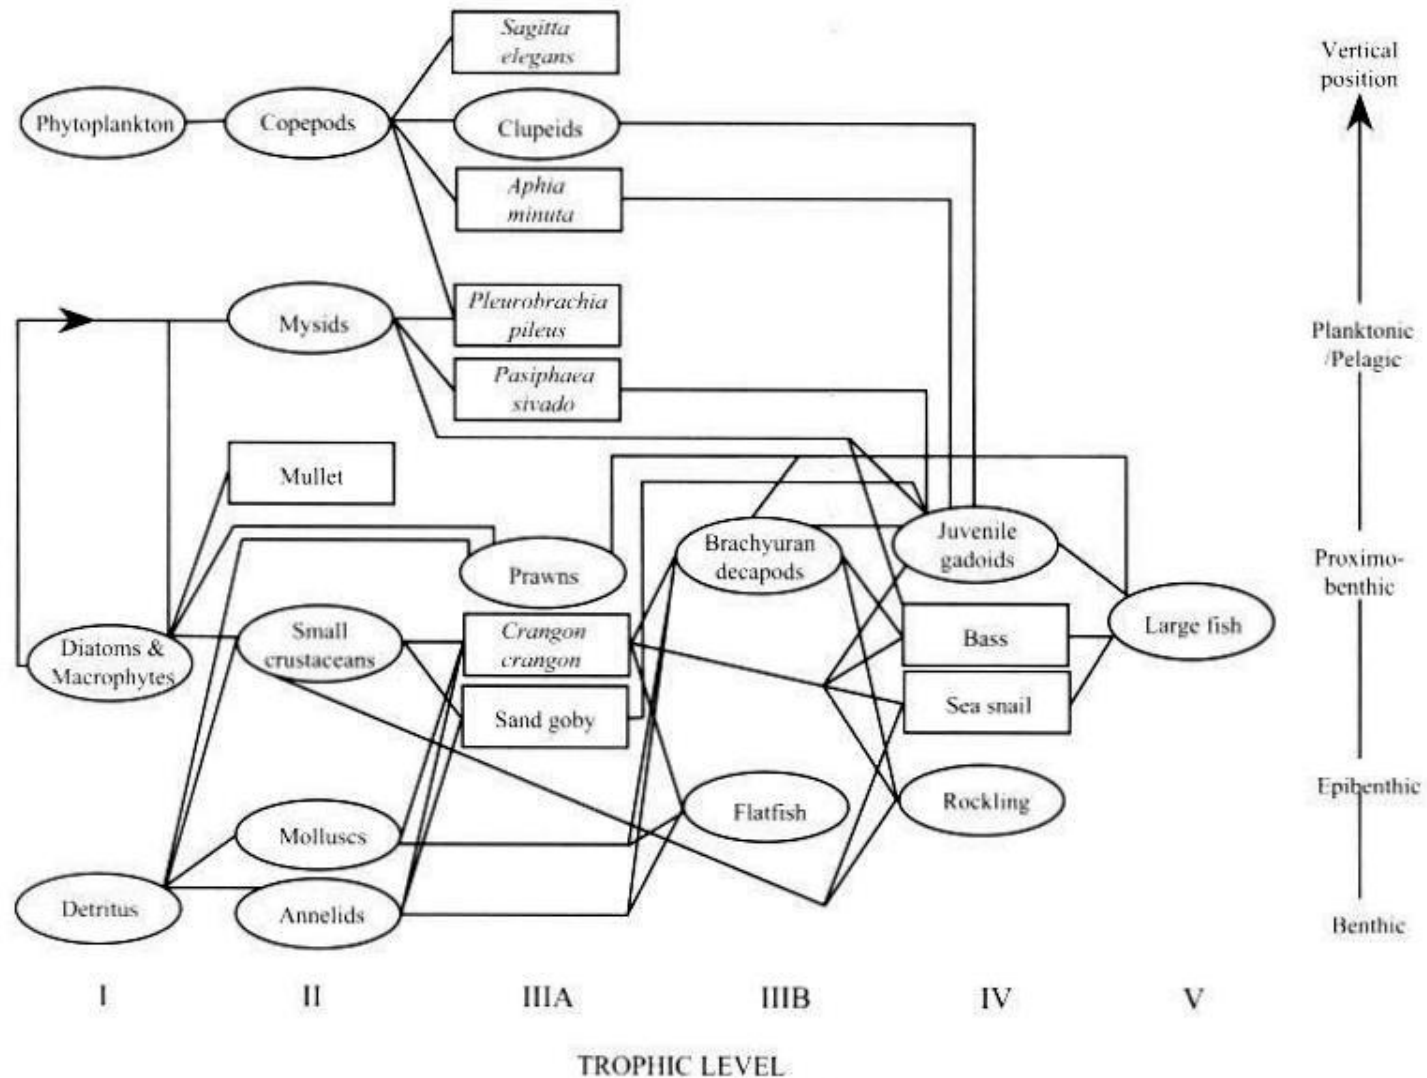 Sagitta
elegans
Vertical
position
Phytoplankton
Copepods
Clupeids
Aphia
minuta
Pleurobrachia
pileus
Mysids
Planktonic
/Pelagic
Pasiphaea
sivado
Mullet
Prawns
Brachyuran
decapods
Juvenile
gadoids
Proximo-
benthic
Diatoms &
Macrophytes
Small
crustaceans
Crangon
crangon
Bass
Large fish
Sand goby
Sea snail
Molluscs
Flatfish
Rockling
Epibenthic
Detritus
Annelids
Benthic
I
II
IIIA
IIIB
IV
V
TROPHIC LEVEL